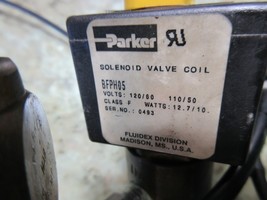 Parker
SOLENOID VALVE COIL
BFPH0S
VOLTS: 120/60 110/50
CLASS F WATTS: 12.7/10.
SER.NO.: 0493
FLUIDEX DIVISION
MADISON, MS., U.S.A.